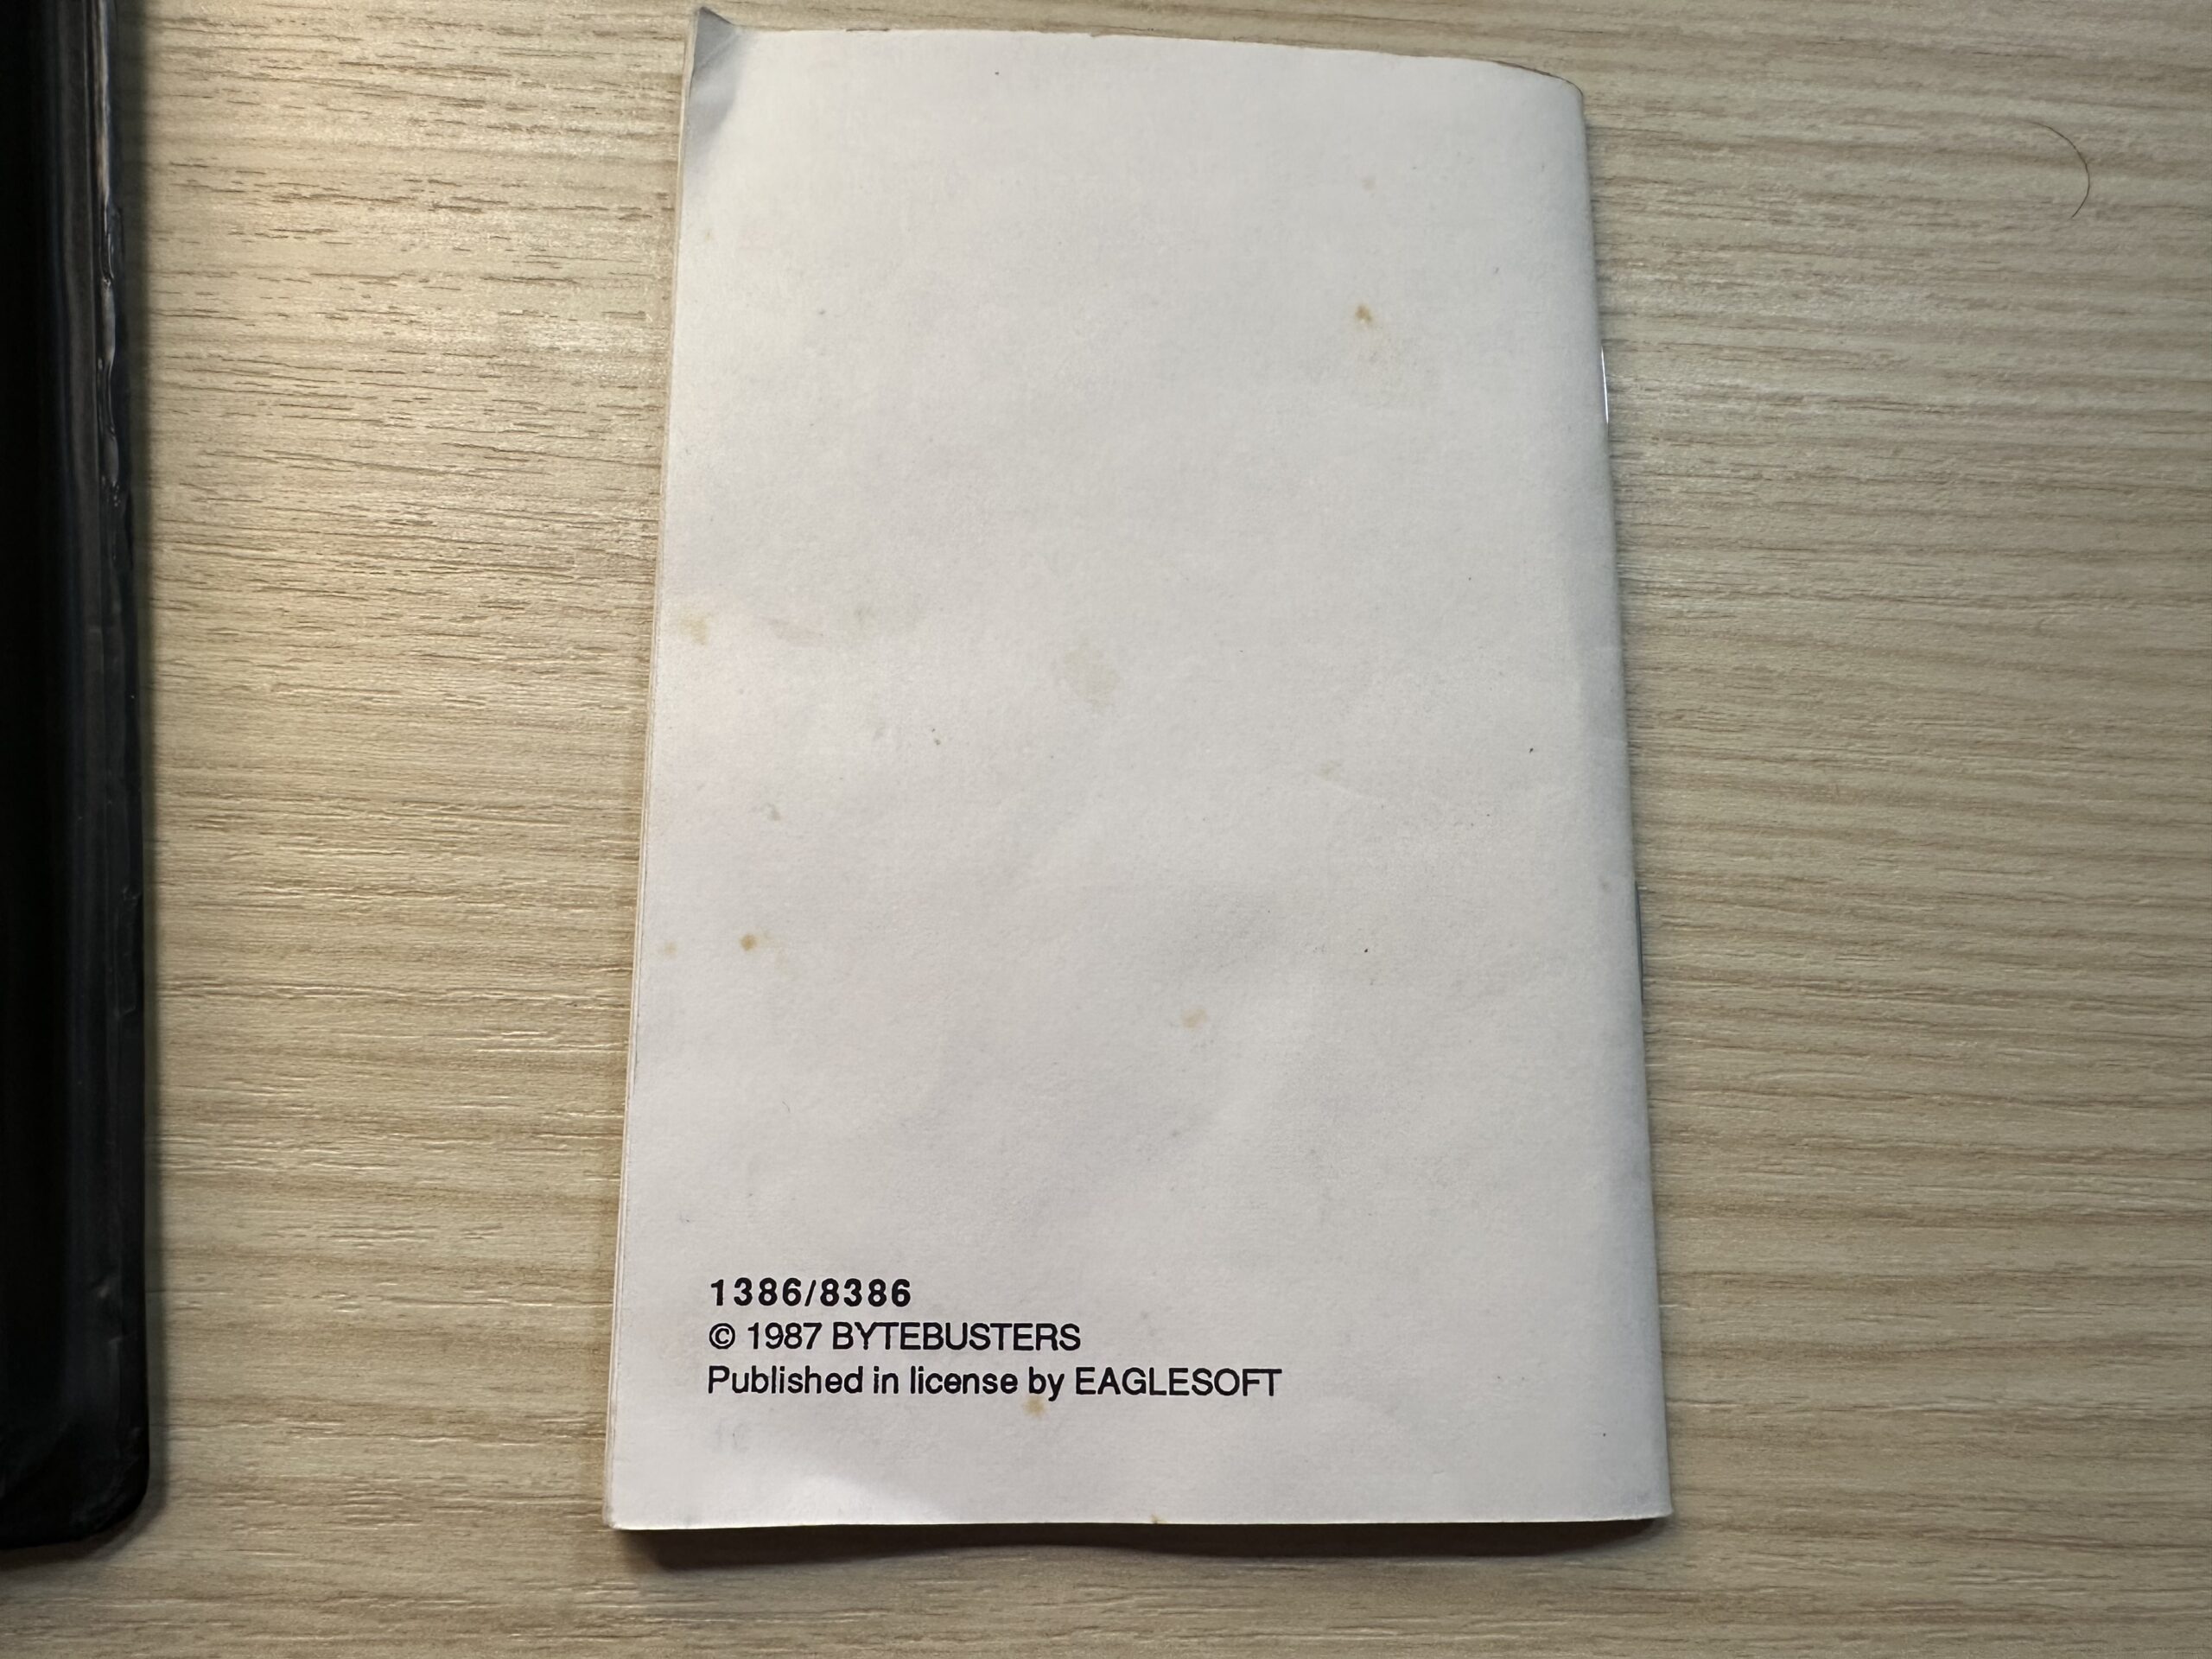 1386/8386
© 1987 BYTEBUSTERS
Published in license by EAGLESOFT